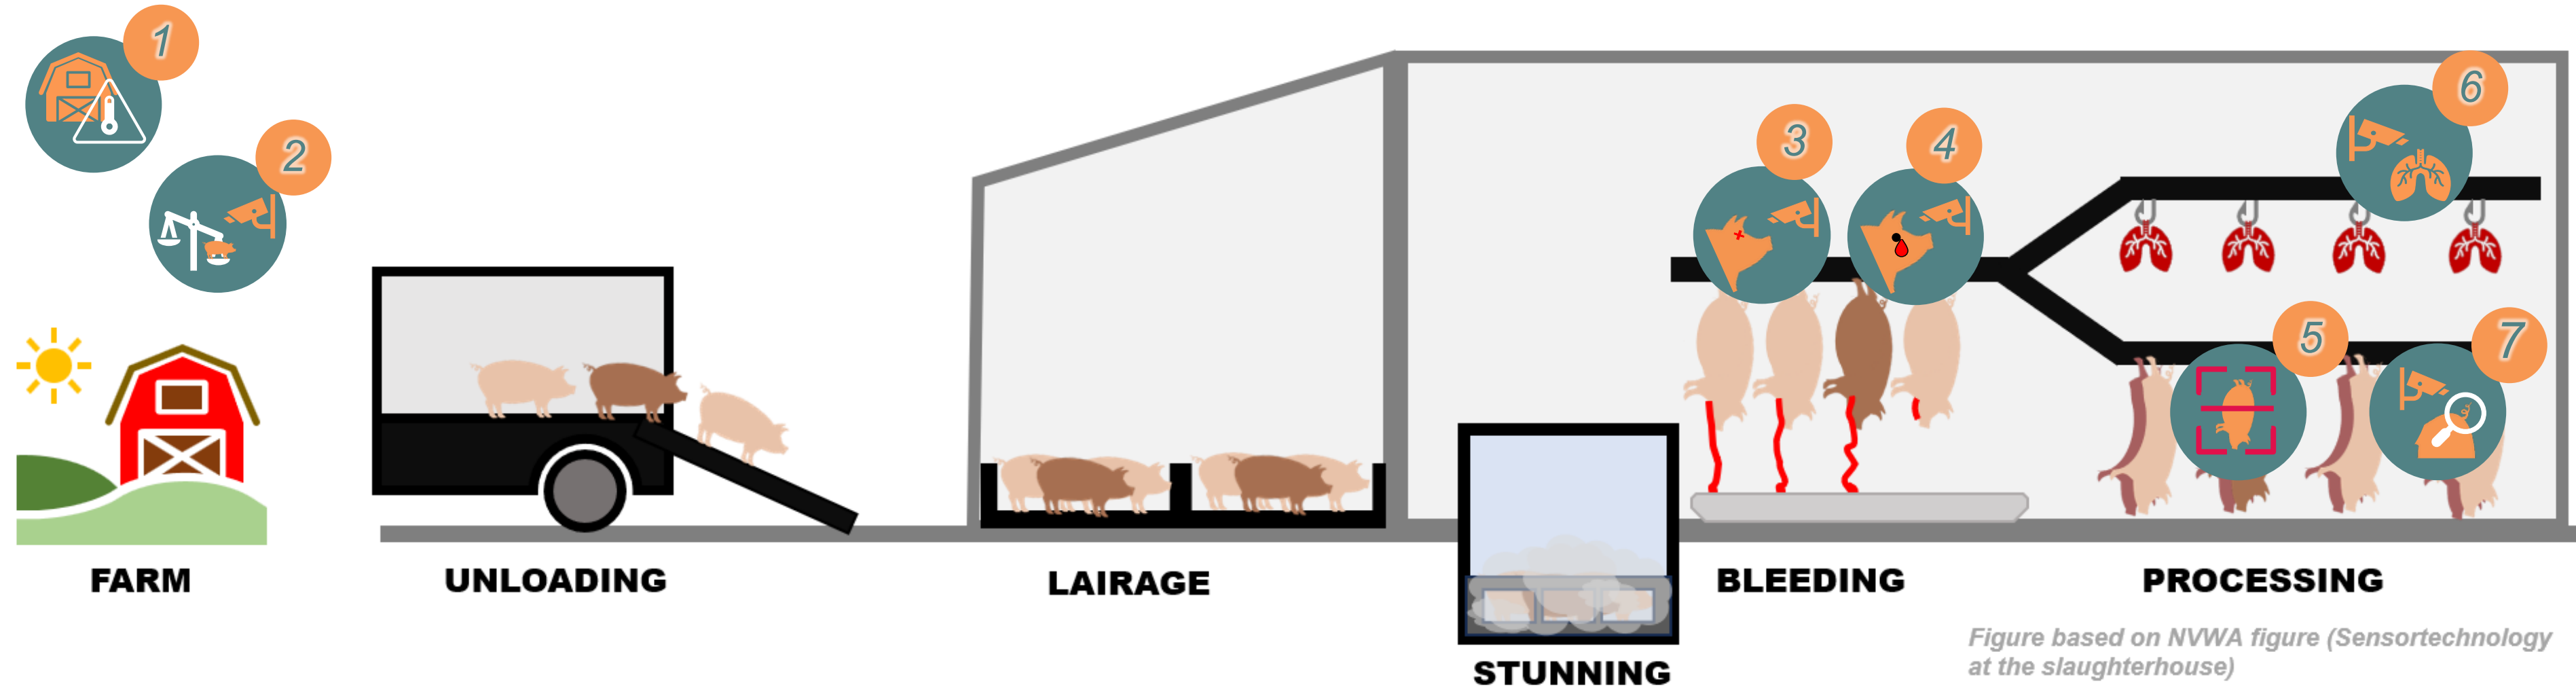 1
2
3
4
6
5
7
FARM
UNLOADING
LAIRAGE
STUNNING
BLEEDING
PROCESSING
Figure based on NVWA figure (Sensortechnology
at the slaughterhouse)